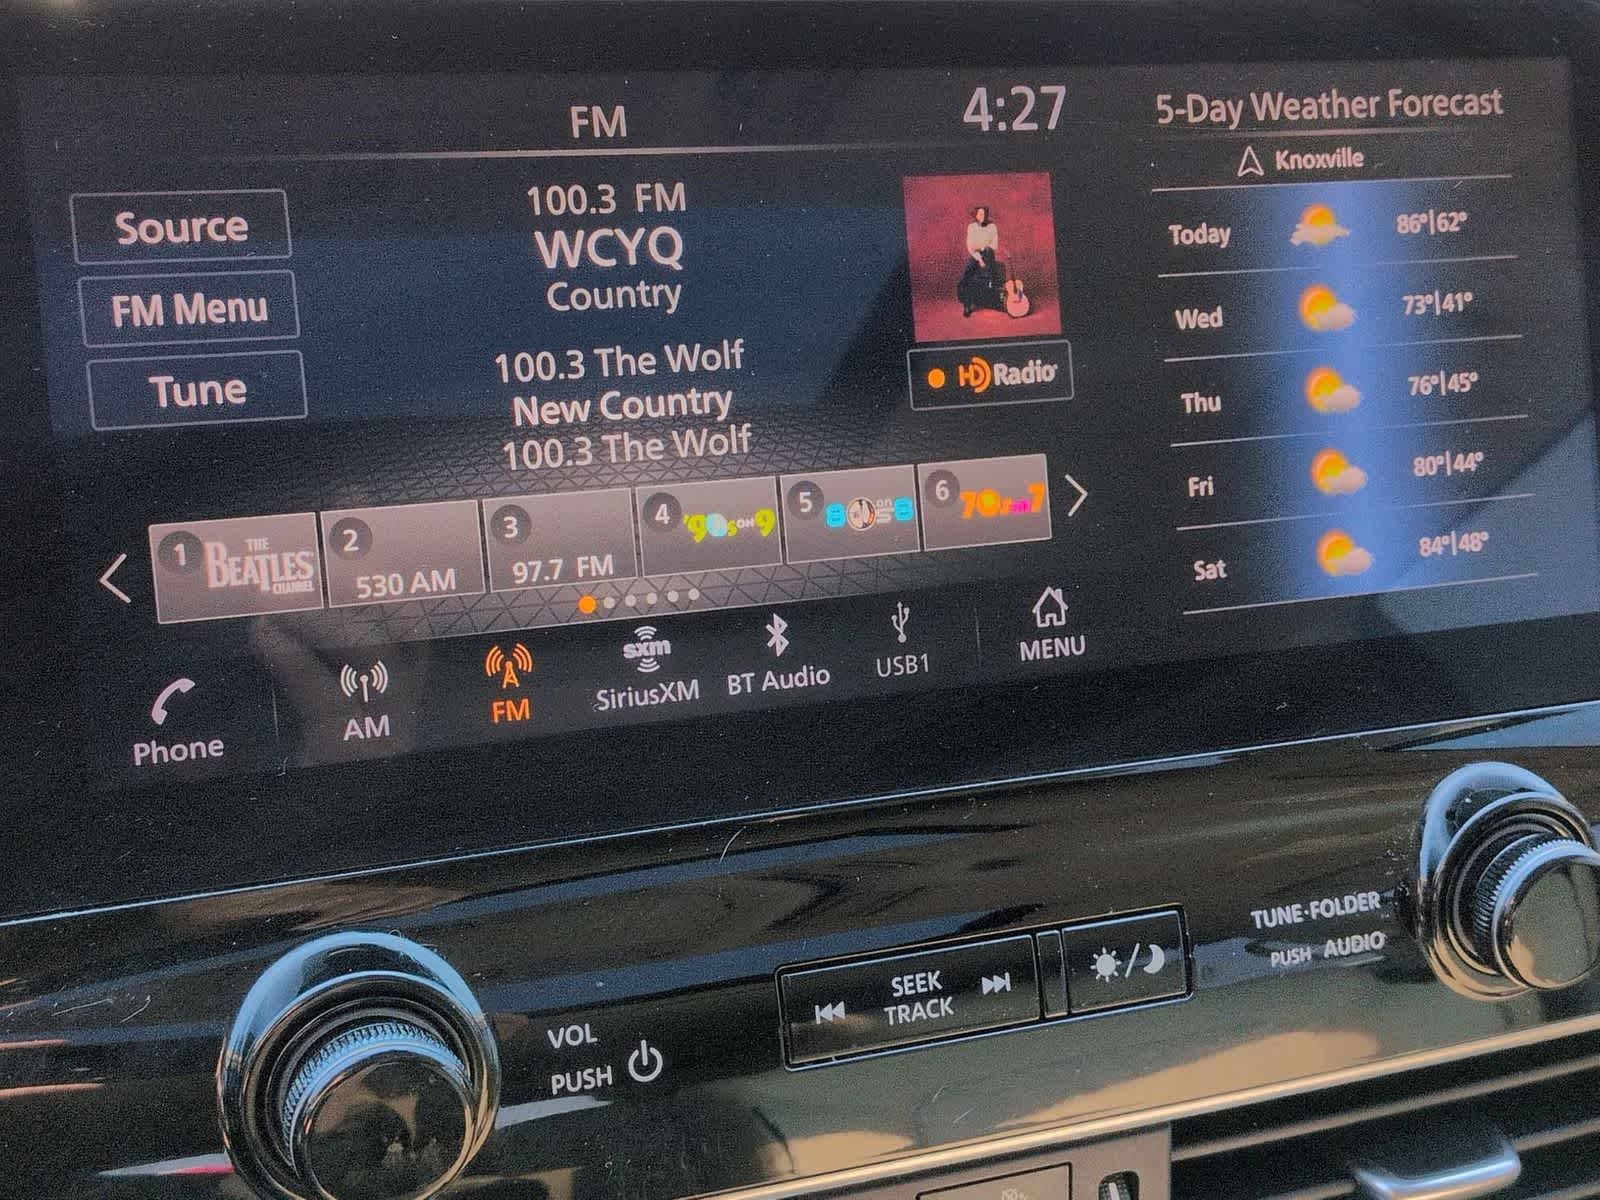 FM
4:27
Source
FM Menu
Tune
100.3 FM
WCYQ
Country
100.3 The Wolf
New Country
100.3 The Wolf
HD Radio
1 THE BEATLES CHANNEL
2 530 AM
3 97.7 FM
4 '90s ON 9
5 80s on 8
6 70s on 7
Phone
AM
FM
sxm
SiriusXM
BT Audio
USB1
MENU
5-Day Weather Forecast
Knoxville
Today 86°|62°
Wed 73°|41°
Thu 76°|45°
Fri 80°|44°
Sat 84°|48°
VOL
PUSH
SEEK
TRACK
TUNE·FOLDER
PUSH AUDIO